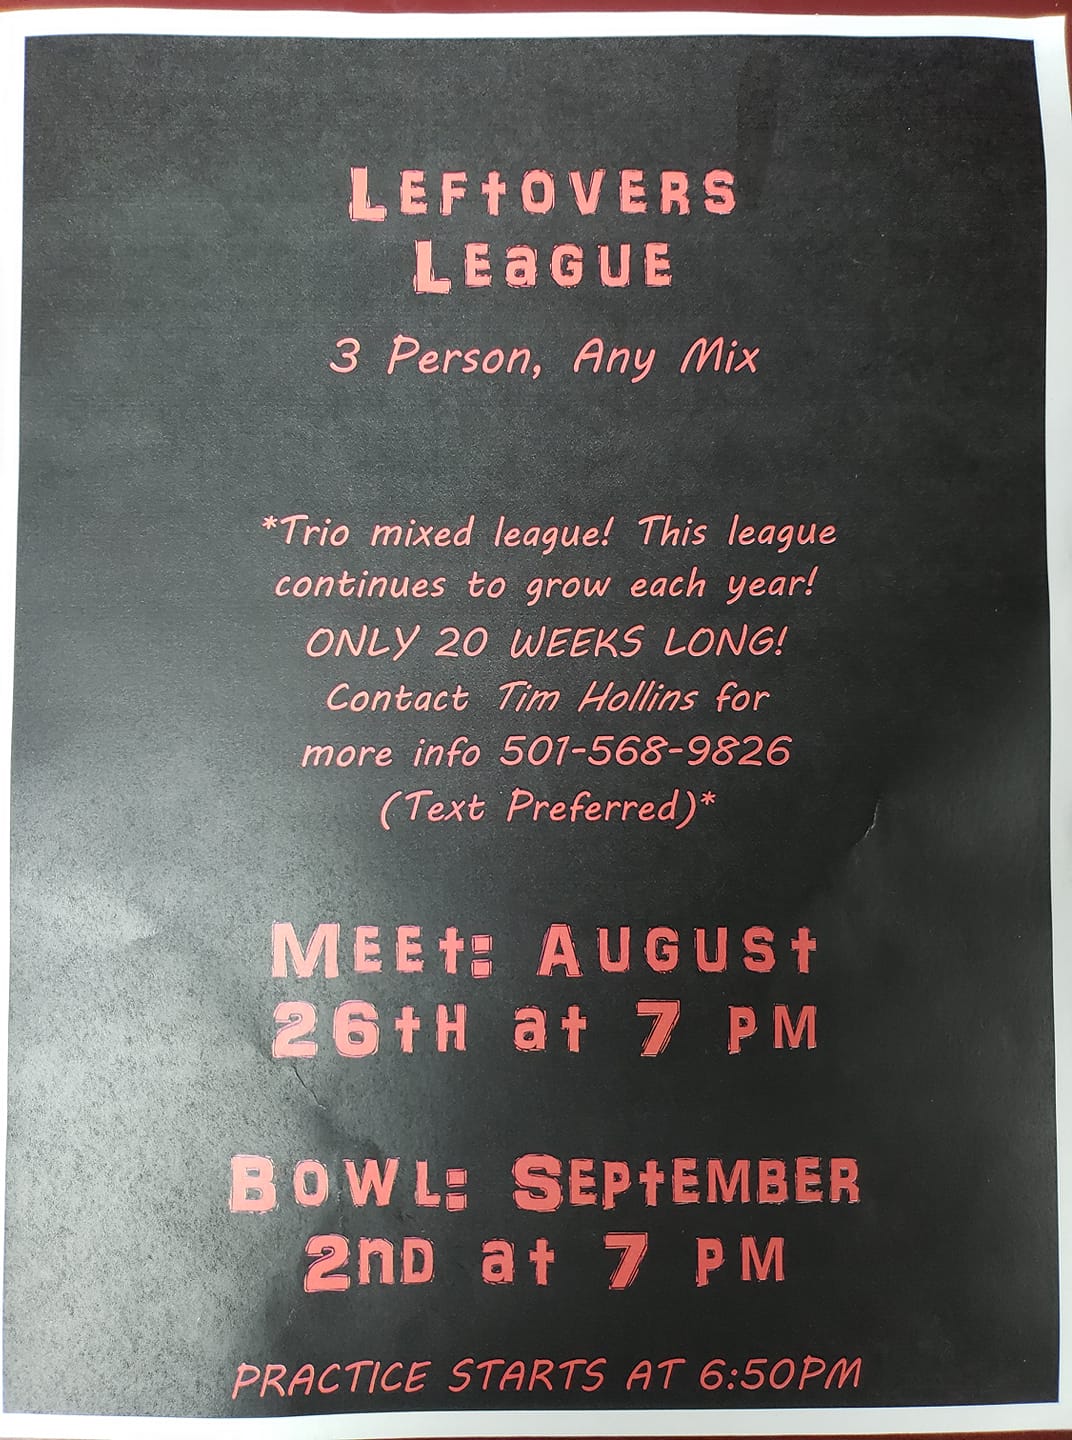 Leftovers
League
3 Person, Any Mix
*Trio mixed league! This league
continues to grow each year!
ONLY 20 WEEKS LONG!
Contact Tim Hollins for
more info 501-568-9826
(Text Preferred)*
Meet: August
26th at 7 PM
Bowl: September
2nd at 7 PM
PRACTICE STARTS AT 6:50PM